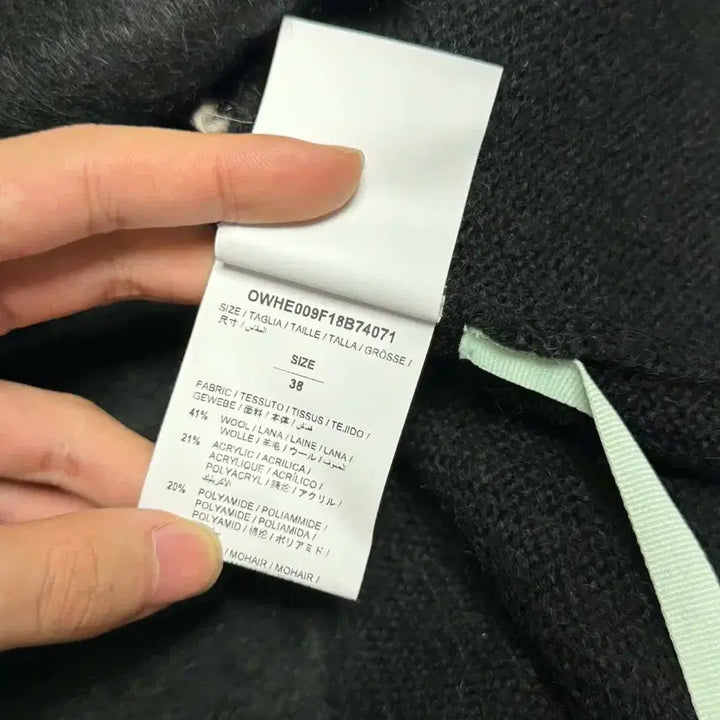 OWHE009F18B74071
SIZE / TAGLIA / TAILLE / TALLA / GRÖSSE /
尺寸 / المقاس /
SIZE
38
FABRIC / TESSUTO / TISSUS / TEJIDO /
GEWEBE / 面料 / 本体 / قماش /
41% WOOL / LANA / LAINE / LANA /
WOLLE / 羊毛 / ウール / الصوف /
21% ACRYLIC / ACRILICA /
ACRYLIQUE / ACRÍLICO /
POLYACRYL / 腈纶 / アクリル /
الأكريليك
20% POLYAMIDE / POLIAMMIDE /
POLYAMIDE / POLIAMIDA /
POLYAMID / 锦纶 / ポリアミド /
/ MOHAIR / MOHAIR /